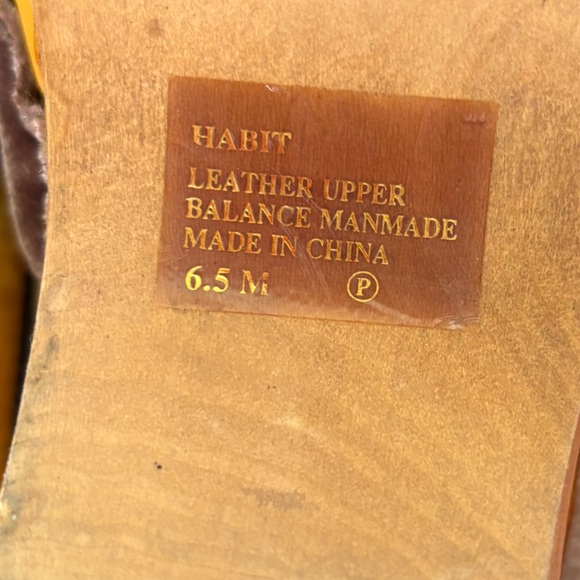 HABIT
LEATHER UPPER
BALANCE MANMADE
MADE IN CHINA
6.5 M P